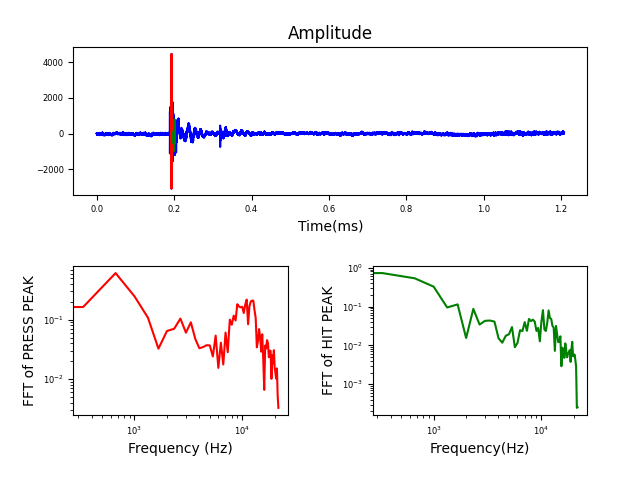 Amplitude
4000
2000
0
−2000
0.0 0.2 0.4 0.6 0.8 1.0 1.2
Time(ms)
FFT of PRESS PEAK
10⁻¹
10⁻²
10³ 10⁴
Frequency (Hz)
FFT of HIT PEAK
10⁰
10⁻¹
10⁻²
10⁻³
10³ 10⁴
Frequency(Hz)